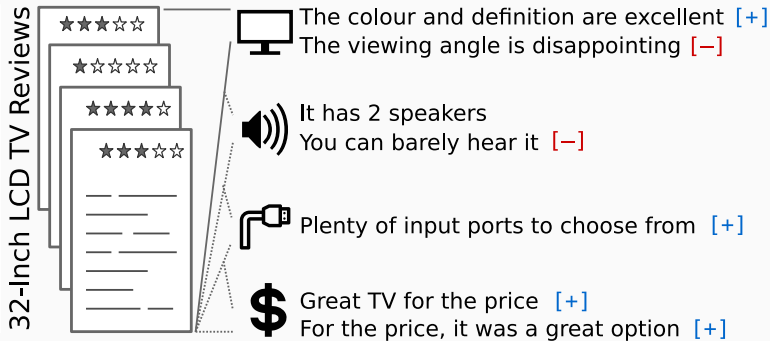 32-Inch LCD TV Reviews
The colour and definition are excellent [+]
The viewing angle is disappointing [−]
It has 2 speakers
You can barely hear it [−]
Plenty of input ports to choose from [+]
$
Great TV for the price [+]
For the price, it was a great option [+]